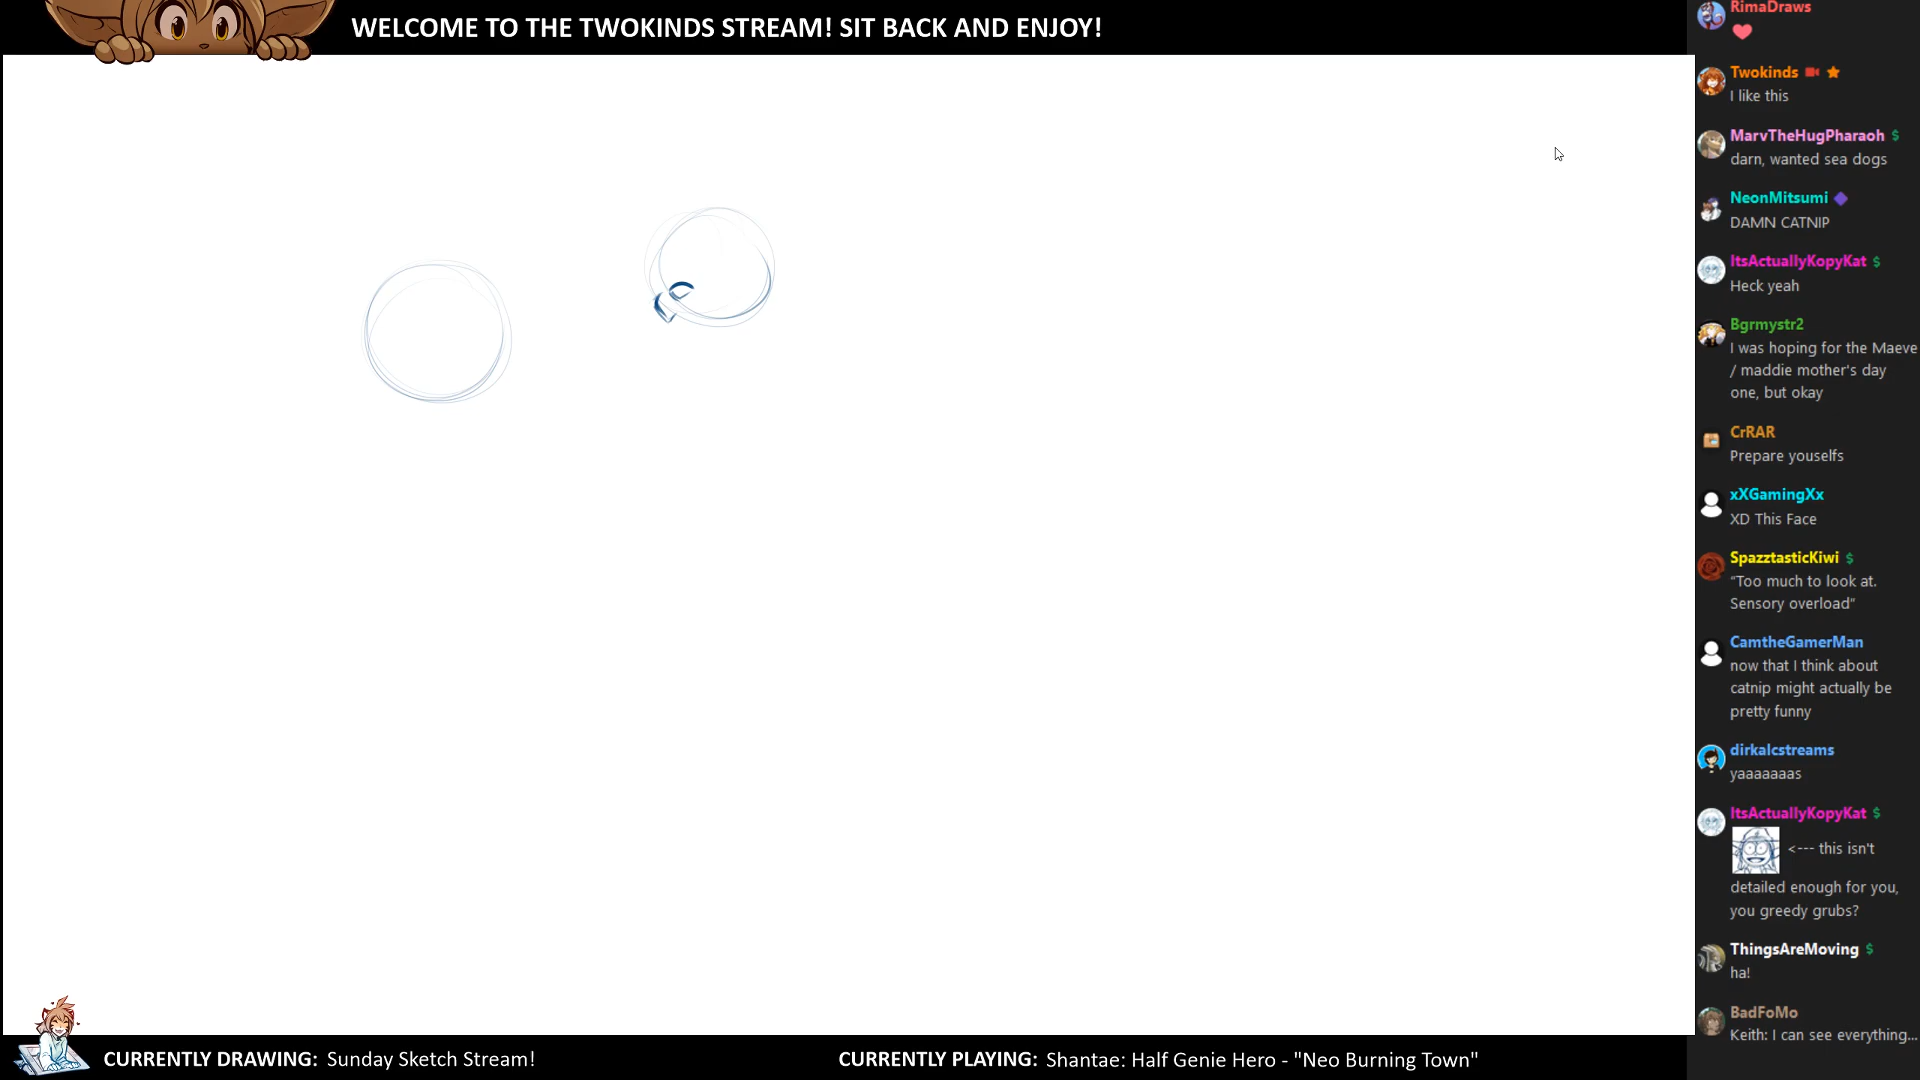 WELCOME TO THE TWOKINDS STREAM! SIT BACK AND ENJOY!
RimaDraws
Twokinds
I like this
MarvTheHugPharaoh $
darn, wanted sea dogs
NeonMitsumi
DAMN CATNIP
ItsActuallyKopyKat $
Heck yeah
Bgrmystr2
I was hoping for the Maeve
/ maddie mother's day
one, but okay
CrRAR
Prepare youselfs
xXGamingXx
XD This Face
SpazztasticKiwi $
"Too much to look at.
Sensory overload"
CamtheGamerMan
now that I think about
catnip might actually be
pretty funny
dirkalcstreams
yaaaaaaas
ItsActuallyKopyKat $
<--- this isn't
detailed enough for you,
you greedy grubs?
ThingsAreMoving $
ha!
BadFoMo
Keith: I can see everything...
CURRENTLY DRAWING: Sunday Sketch Stream!
CURRENTLY PLAYING: Shantae: Half Genie Hero - "Neo Burning Town"